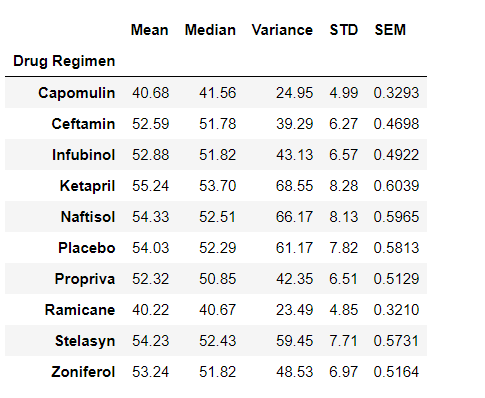 Mean Median Variance STD SEM
Drug Regimen
Capomulin 40.68 41.56 24.95 4.99 0.3293
Ceftamin 52.59 51.78 39.29 6.27 0.4698
Infubinol 52.88 51.82 43.13 6.57 0.4922
Ketapril 55.24 53.70 68.55 8.28 0.6039
Naftisol 54.33 52.51 66.17 8.13 0.5965
Placebo 54.03 52.29 61.17 7.82 0.5813
Propriva 52.32 50.85 42.35 6.51 0.5129
Ramicane 40.22 40.67 23.49 4.85 0.3210
Stelasyn 54.23 52.43 59.45 7.71 0.5731
Zoniferol 53.24 51.82 48.53 6.97 0.5164